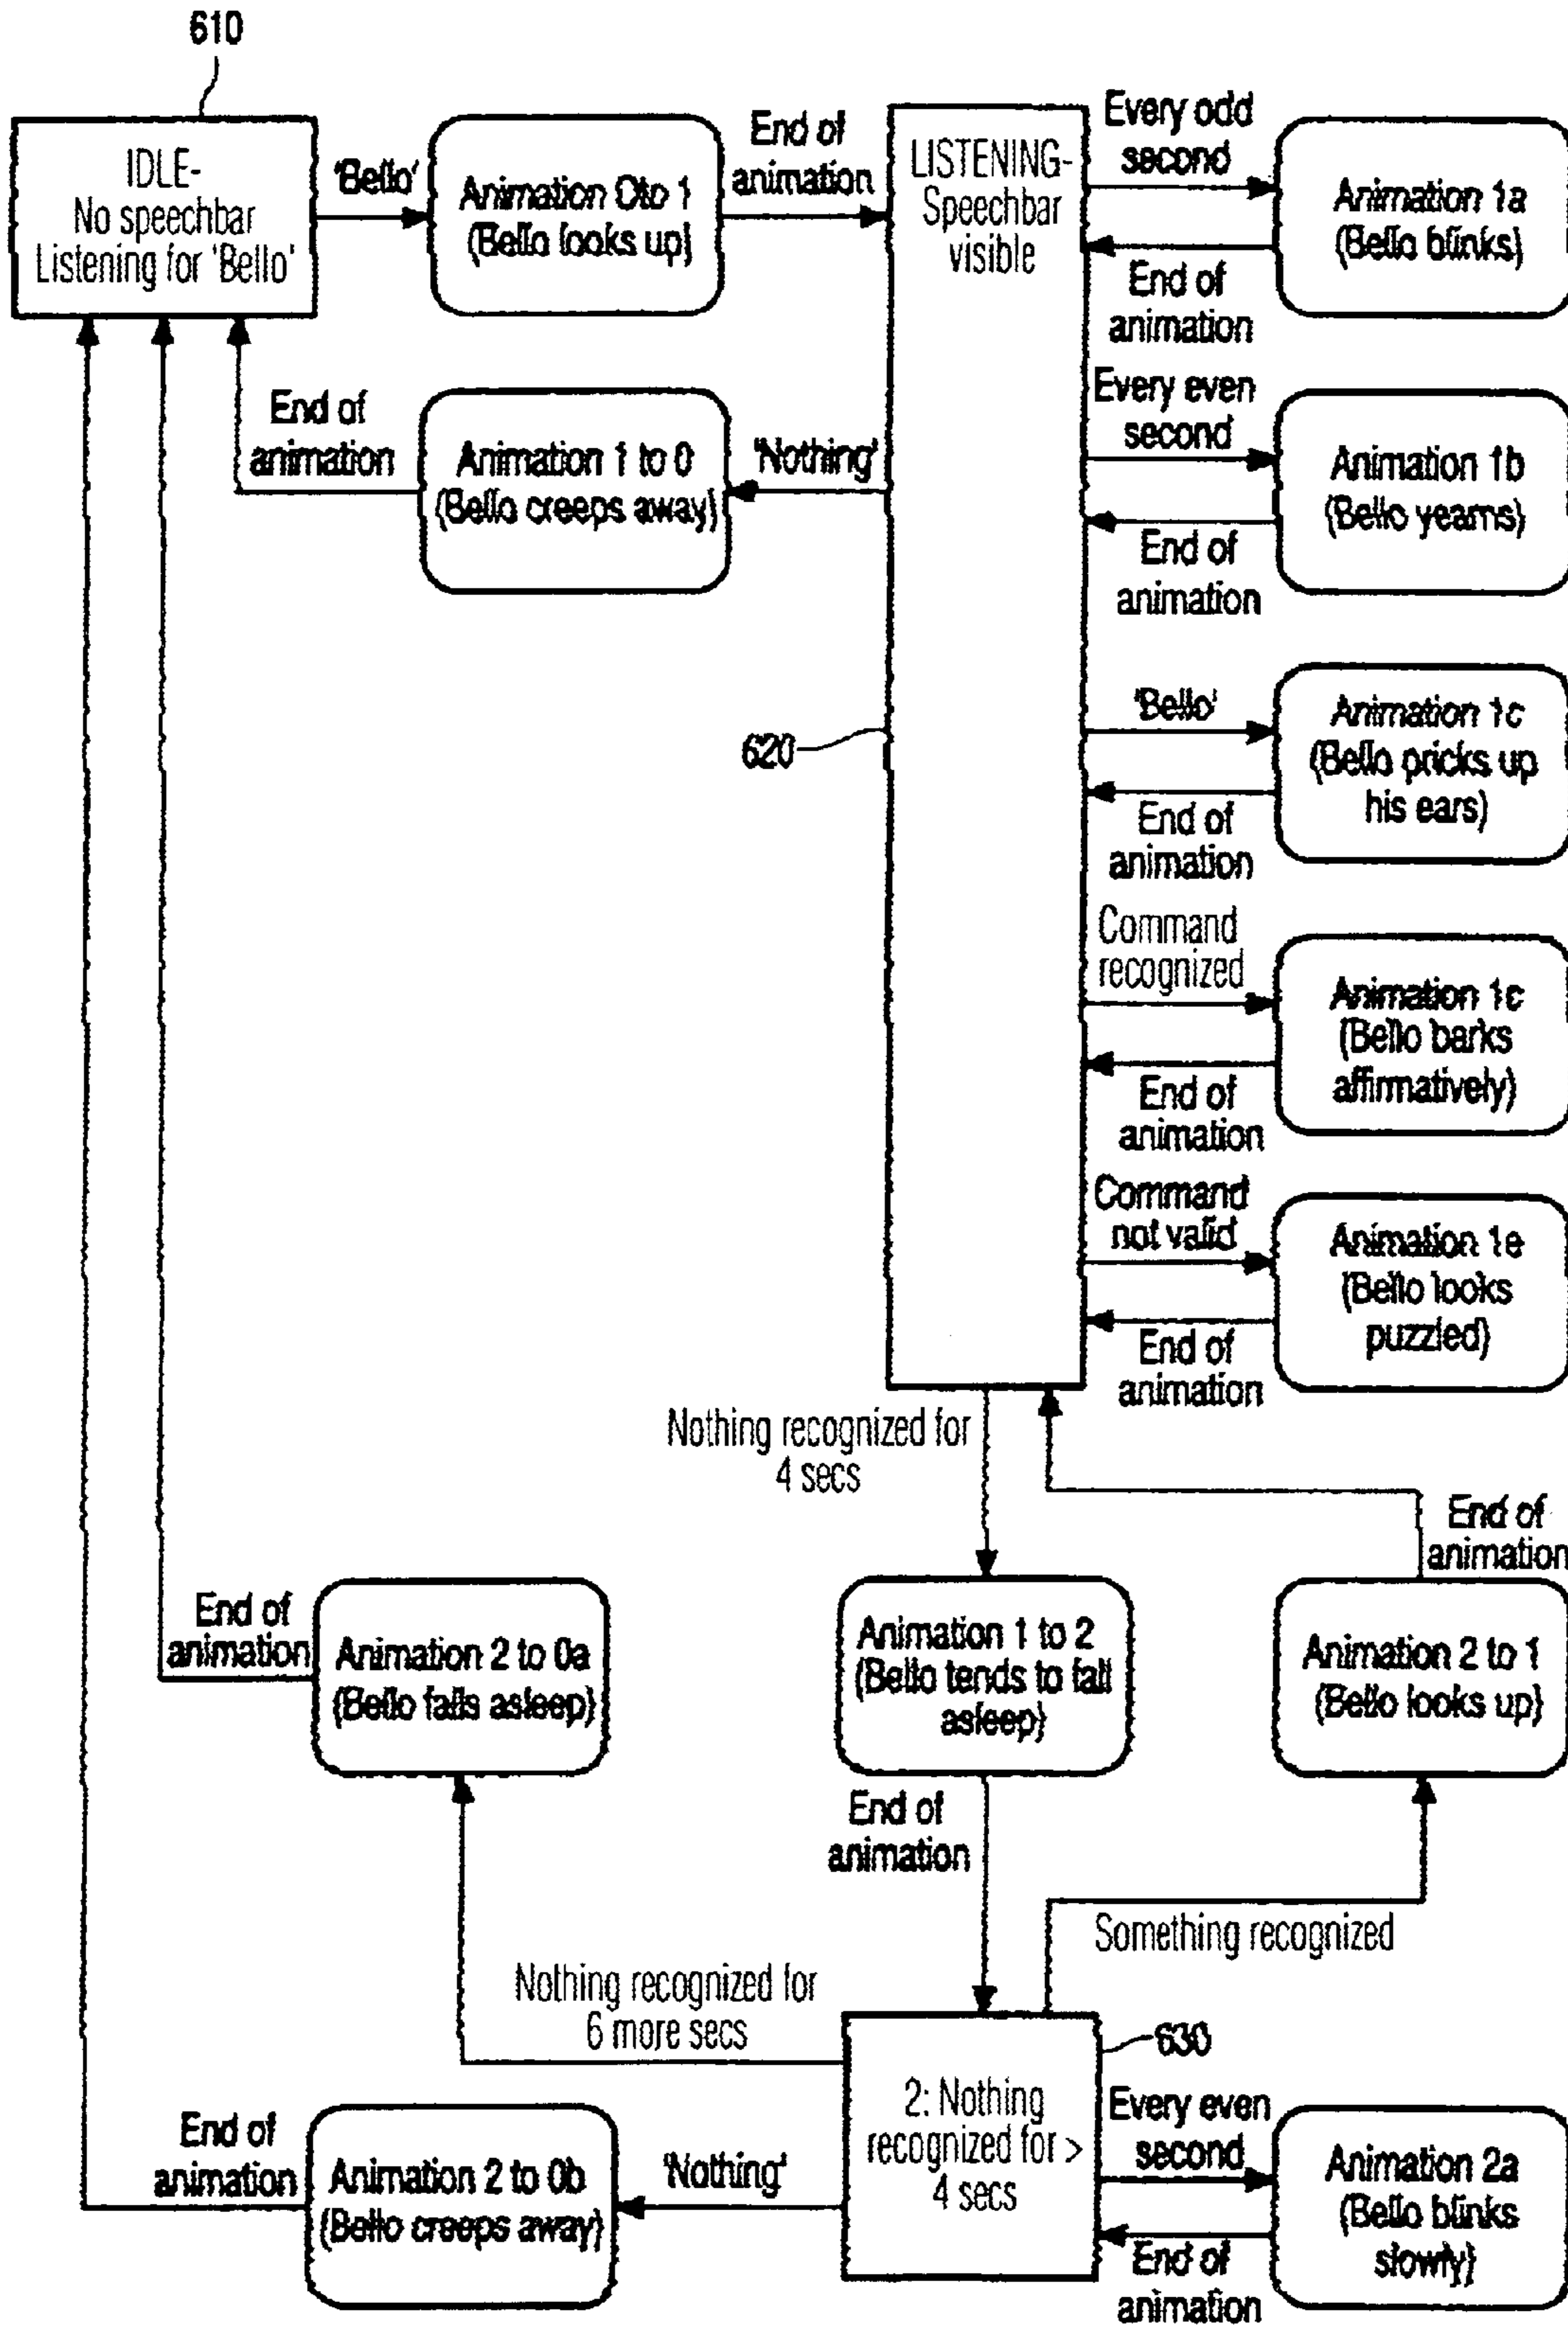 610
IDLE-
No speechbar
Listening for 'Bello'
'Bello'
Animation 0to 1
(Bello looks up)
End of
animation
LISTENING-
Speechbar
visible
Every odd
second
Animation 1a
(Bello blinks)
End of
animation
Every even
second
Animation 1b
(Bello yearns)
End of
animation
End of
animation
Animation 1 to 0
(Bello creeps away)
'Nothing'
620
'Bello'
Animation 1c
(Bello pricks up
his ears)
End of
animation
Command
recognized
Animation 1c
(Bello barks
affirmatively)
End of
animation
Command
not valid
Animation 1e
(Bello looks
puzzled)
End of
animation
Nothing recognized for
4 secs
End of
animation
End of
animation
Animation 2 to 0a
(Bello falls asleep)
Animation 1 to 2
(Bello tends to fall
asleep)
Animation 2 to 1
(Bello looks up)
End of
animation
Something recognized
Nothing recognized for
6 more secs
630
2: Nothing
recognized for >
4 secs
Every even
second
Animation 2a
(Bello blinks
slowly)
End of
animation
'Nothing'
Animation 2 to 0b
(Bello creeps away)
End of
animation